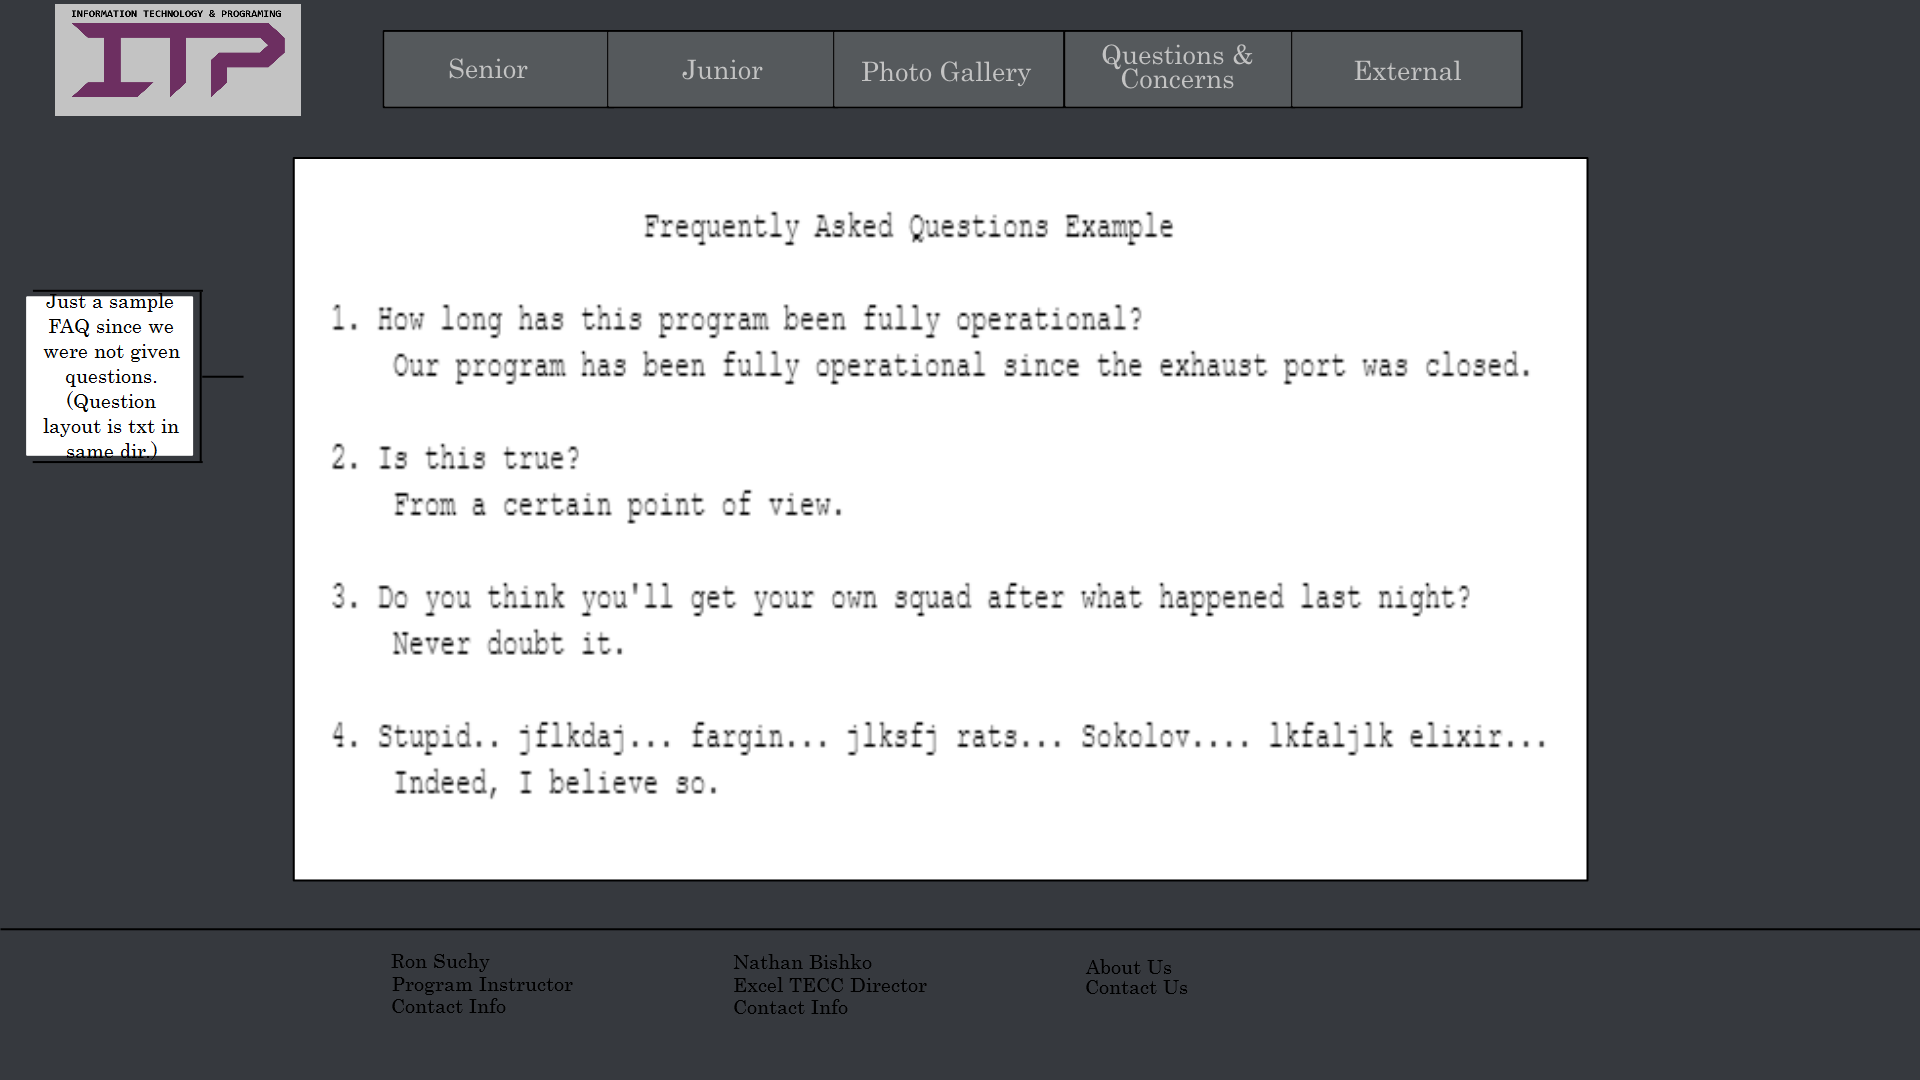 INFORMATION TECHNOLOGY & PROGRAMING
ITP
Senior
Junior
Photo Gallery
Questions &
Concerns
External
Frequently Asked Questions Example
1. How long has this program been fully operational?
Our program has been fully operational since the exhaust port was closed.
2. Is this true?
From a certain point of view.
3. Do you think you'll get your own squad after what happened last night?
Never doubt it.
4. Stupid.. jflkdaj... fargin... jlksfj rats... Sokolov.... lkfaljlk elixir...
Indeed, I believe so.
Just a sample
FAQ since we
were not given
questions.
(Question
layout is txt in
same dir.)
Ron Suchy
Program Instructor
Contact Info
Nathan Bishko
Excel TECC Director
Contact Info
About Us
Contact Us